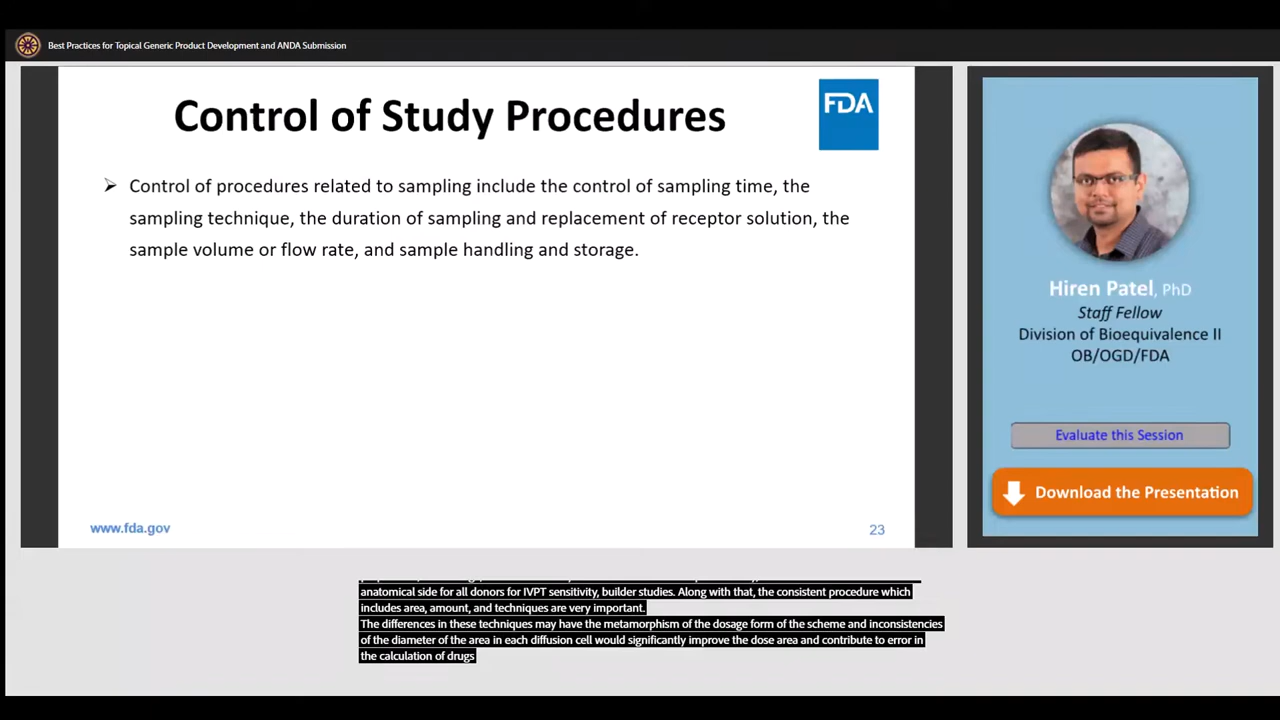 Best Practices for Topical Generic Product Development and ANDA Submission
Control of Study Procedures
FDA
➢ Control of procedures related to sampling include the control of sampling time, the
sampling technique, the duration of sampling and replacement of receptor solution, the
sample volume or flow rate, and sample handling and storage.
www.fda.gov
23
Hiren Patel, PhD
Staff Fellow
Division of Bioequivalence II
OB/OGD/FDA
Evaluate this Session
Download the Presentation
anatomical side for all donors for IVPT sensitivity, builder studies. Along with that, the consistent procedure which
includes area, amount, and techniques are very important.
The differences in these techniques may have the metamorphism of the dosage form of the scheme and inconsistencies
of the diameter of the area in each diffusion cell would significantly improve the dose area and contribute to error in
the calculation of drugs